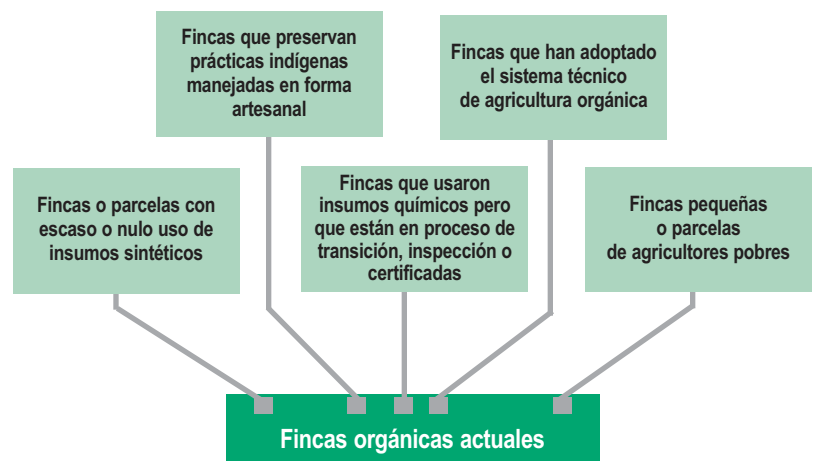 Fincas que preservan
prácticas indígenas
manejadas en forma
artesanal
Fincas que han adoptado
el sistema técnico
de agricultura orgánica
Fincas o parcelas con
escaso o nulo uso de
insumos sintéticos
Fincas que usaron
insumos químicos pero
que están en proceso de
transición, inspección o
certificadas
Fincas pequeñas
o parcelas
de agricultores pobres
Fincas orgánicas actuales